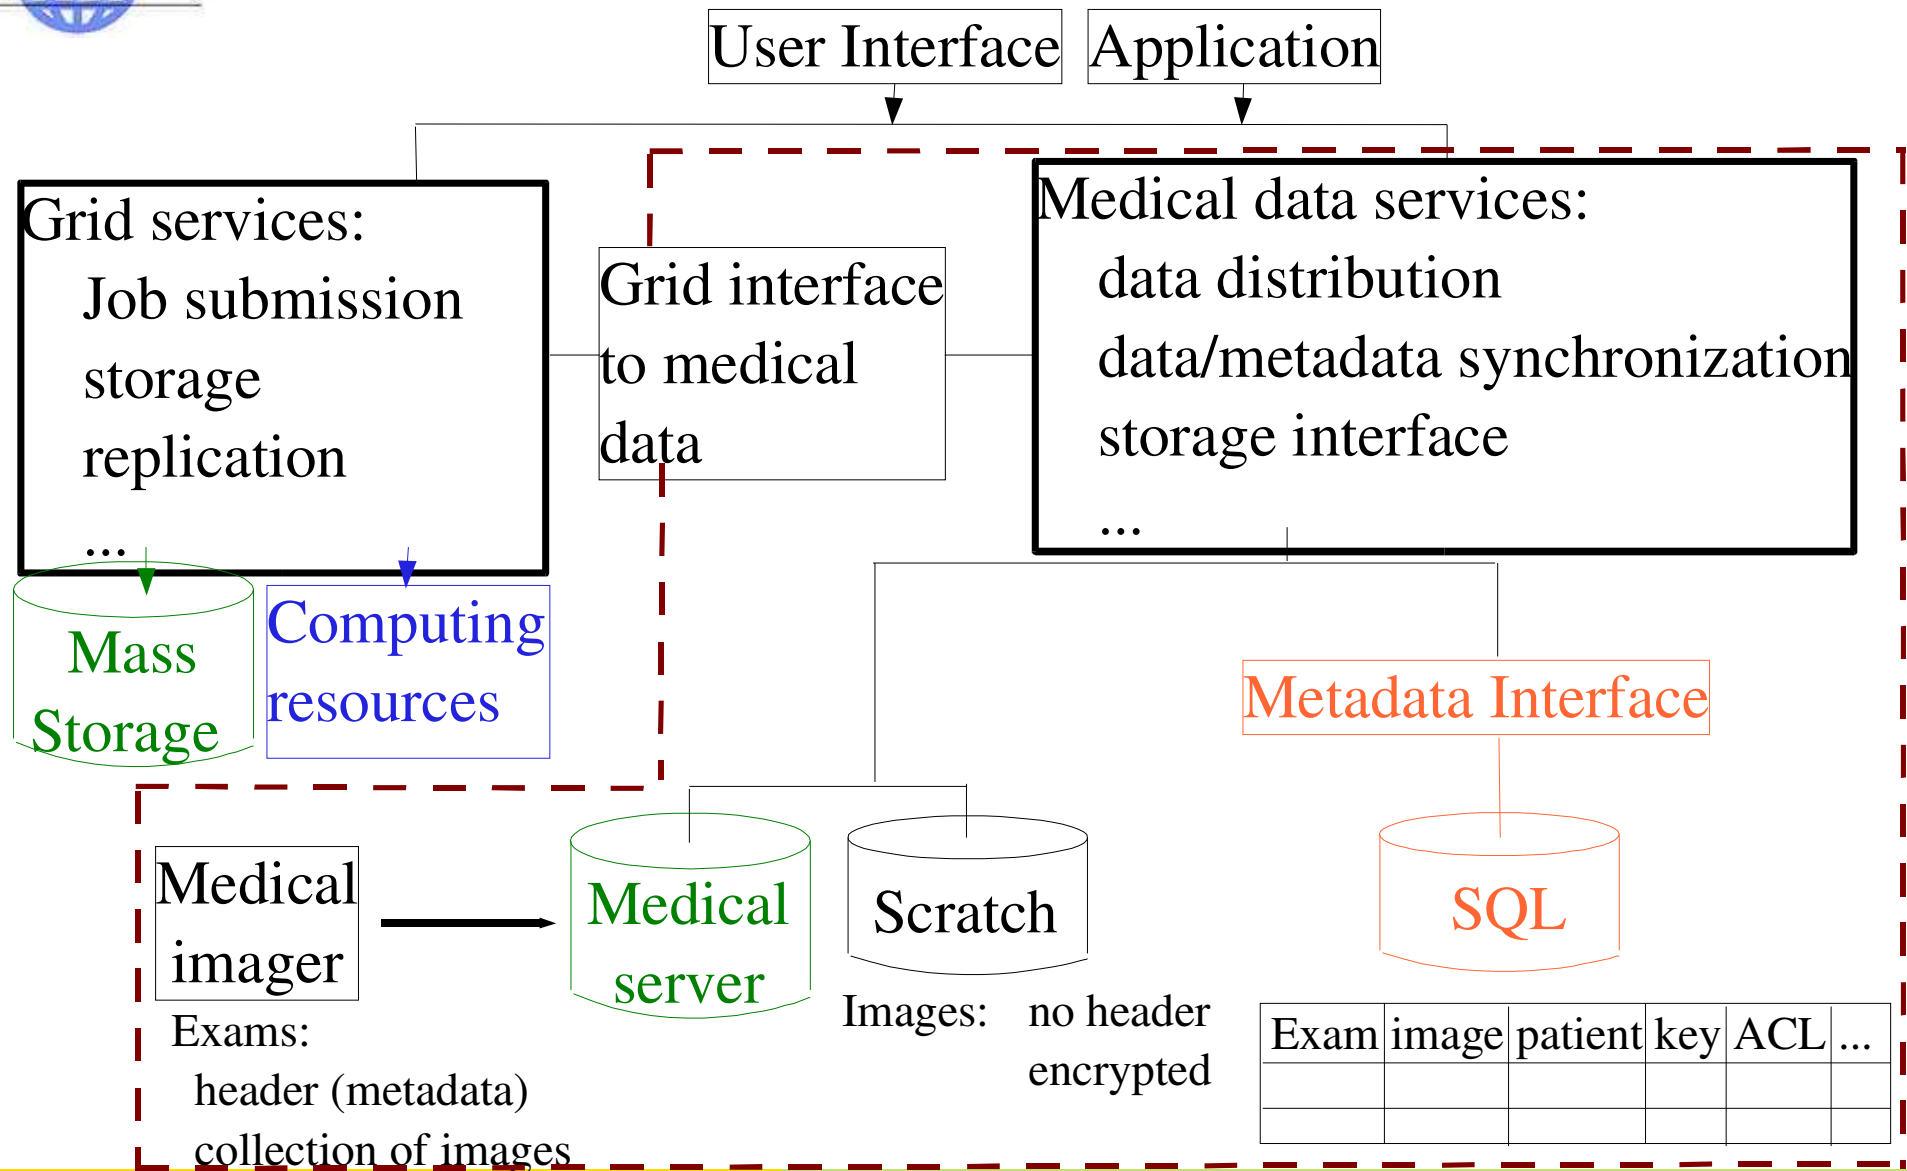 User Interface
Application
Grid services:
Job submission
storage
replication
...
Grid interface
to medical
data
Medical data services:
data distribution
data/metadata synchronization
storage interface
...
Mass
Storage
Computing
resources
Metadata Interface
Medical
imager
Medical
server
Scratch
SQL
Exams:
header (metadata)
collection of images
Images: no header
encrypted
Exam image patient key ACL ...